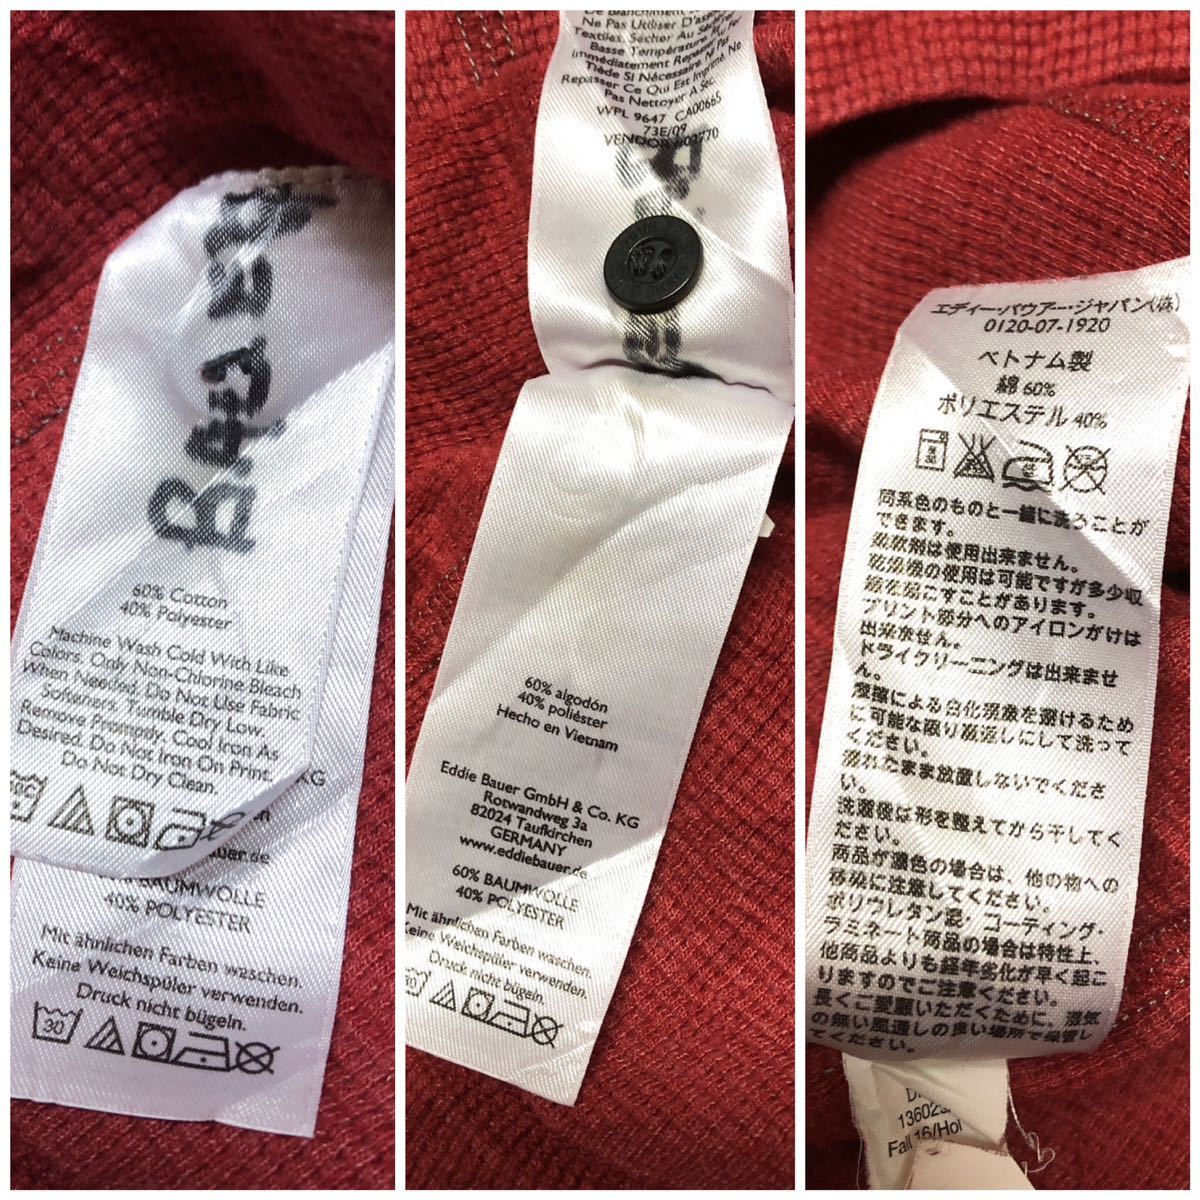 60% Cotton
40% Polyester
Machine Wash Cold With Like
Colors. Only Non-Chlorine Bleach
When Needed. Do Not Use Fabric
Softeners. Tumble Dry Low.
Remove Promptly. Cool Iron As
Desired. Do Not Iron On Print.
Do Not Dry Clean.
KG
bauer.de
BAUMWOLLE
40% POLYESTER
Mit ähnlichen Farben waschen.
Keine Weichspüler verwenden.
Druck nicht bügeln.
30
De Blanchiment
Ne Pas Utiliser D'
Textiles. Sécher Au
Basse Température.
Immédiatement Repasser Au Fer
Tiède Si Nécessaire. Ne Pas
Repasser Ce Qui Est Imprimé. Ne
Pas Nettoyer À Sec.
WPL 9647 CA00665
73E/09
VENDOR
60% algodón
40% poliéster
Hecho en Vietnam
Eddie Bauer GmbH & Co. KG
Rotwandweg 3a
82024 Taufkirchen
GERMANY
www.eddiebauer.de
60% BAUMWOLLE
40% POLYESTER
Mit ähnlichen Farben waschen.
Keine Weichspüler verwenden.
Druck nicht bügeln.
エディー・バウアー・ジャパン(株)
0120-07-1920
ベトナム製
綿 60%
ポリエステル 40%
同系色のものと一緒に洗うことが
できます。
柔軟剤は使用出来ません。
乾燥機の使用は可能ですが多少収
縮を起こすことがあります。
プリント部分へのアイロンがけは
出来ません。
ドライクリーニングは出来ませ
ん。
摩擦による白化現象を避けるため
に可能な限り裏返しにして洗って
ください。
濡れたまま放置しないでくださ
い。
洗濯後は形を整えてから干してく
ださい。
商品が濃色の場合は、他の物への
移染に注意してください。
ポリウレタン混・コーティング・
ラミネート商品の場合は特性上、
他商品よりも経年劣化が早く起こ
りますのでご注意ください。
長くご愛顧いただくために、湿気
の無い風通しの良い場所で保管し
てください。
Fall 16/Hol